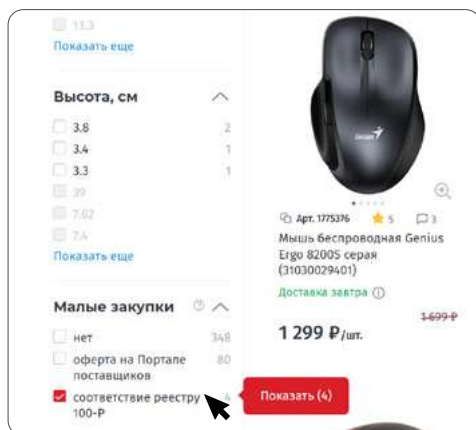 13.3
Показать еще
Высота, см
3.8 2
3.4 1
3.3 1
39
7.62
7.4
Показать еще
Малые закупки
нет 348
оферта на Портале 80
поставщиков
соответствие реестру 4
100-Р
Показать (4)
Genius
Арт. 1775376 5 3
Мышь беспроводная Genius
Ergo 8200S серая
(31030029401)
Доставка завтра
1 699 ₽
1 299 ₽/шт.